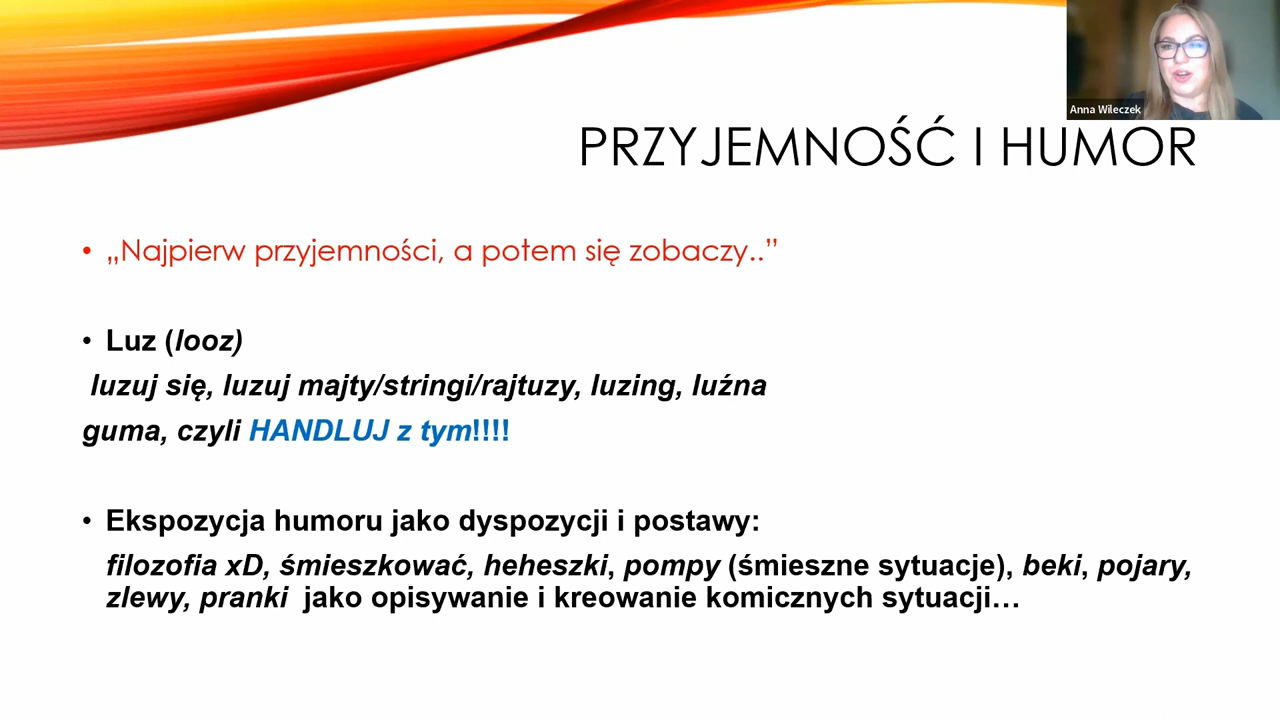 Anna Wileczek
PRZYJEMNOŚĆ I HUMOR
• „Najpierw przyjemności, a potem się zobaczy..”
• Luz (looz)
luzuj się, luzuj majty/stringi/rajtuzy, luzing, luźna
guma, czyli HANDLUJ z tym!!!!
• Ekspozycja humoru jako dyspozycji i postawy:
filozofia xD, śmieszkować, heheszki, pompy (śmieszne sytuacje), beki, pojary,
zlewy, pranki jako opisywanie i kreowanie komicznych sytuacji…